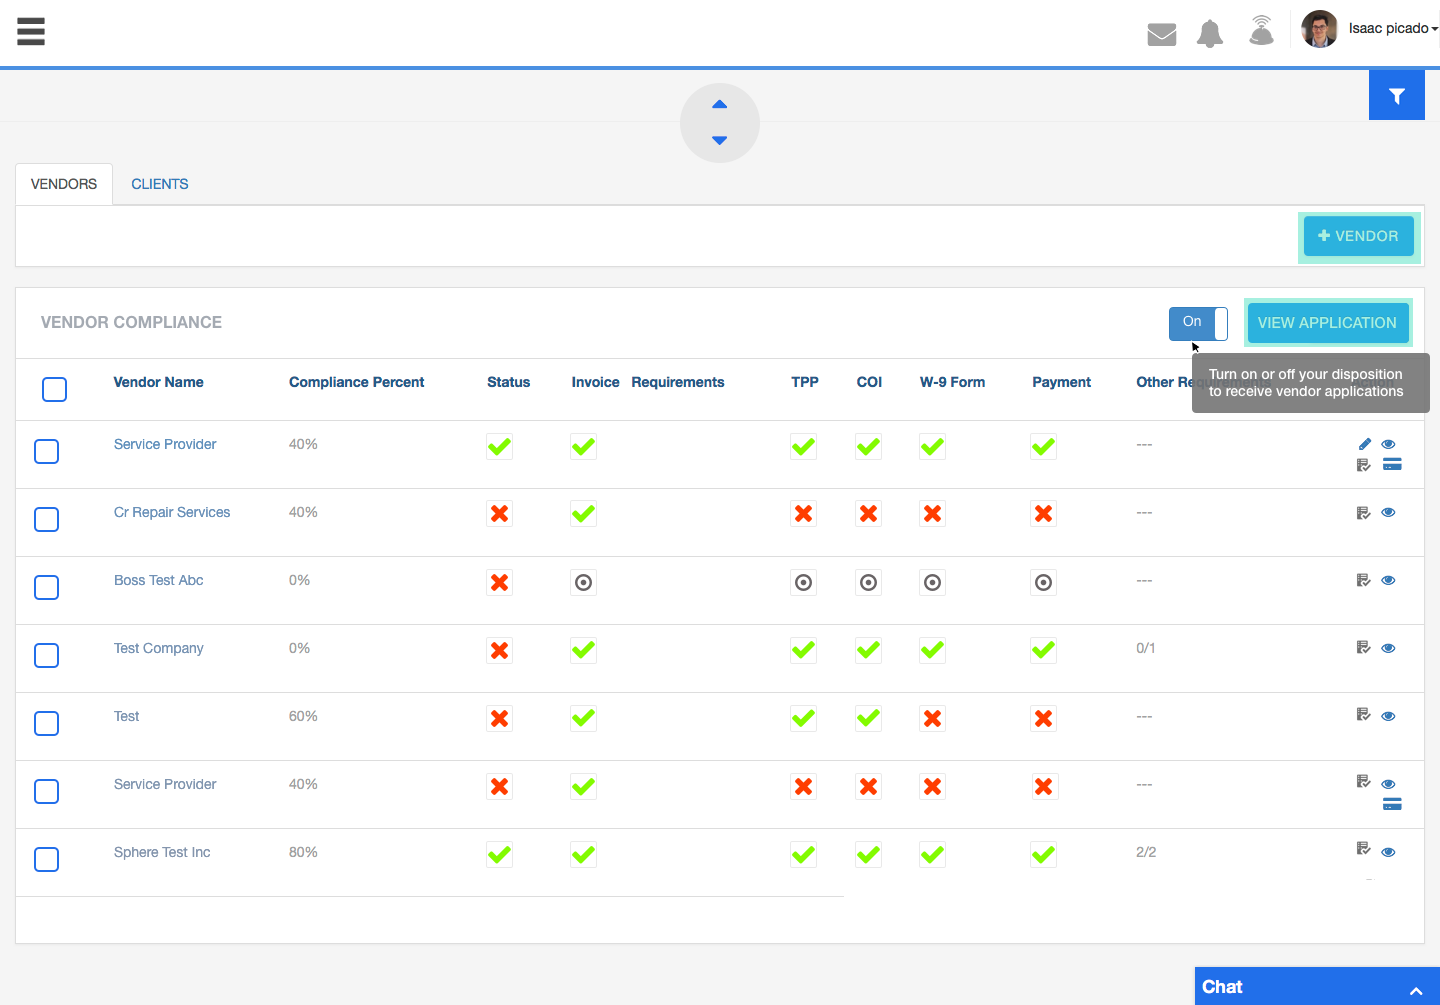 Isaac picado
VENDORS CLIENTS
+ VENDOR
VENDOR COMPLIANCE On VIEW APPLICATION
Vendor Name Compliance Percent Status Invoice Requirements TPP COI W-9 Form Payment Other Requirements Action
Turn on or off your disposition
to receive vendor applications
Service Provider 40% ---
Cr Repair Services 40% ---
Boss Test Abc 0% ---
Test Company 0% 0/1
Test 60% ---
Service Provider 40% ---
Sphere Test Inc 80% 2/2
Chat